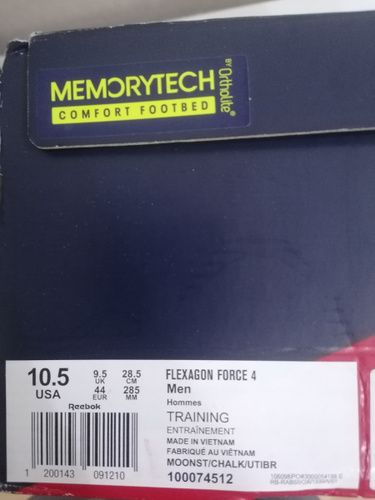 MEMORYTECH
BY Ortholite®
COMFORT FOOTBED
10.5
USA
9.5
UK
28.5
CM
44
EUR
285
MM
FLEXAGON FORCE 4
Men
Hommes
Reebok
TRAINING
ENTRAÎNEMENT
MADE IN VIETNAM
FABRIQUÉ AU VIÊTNAM
MOONST/CHALK/UTIBR
100074512
1 200143 091210